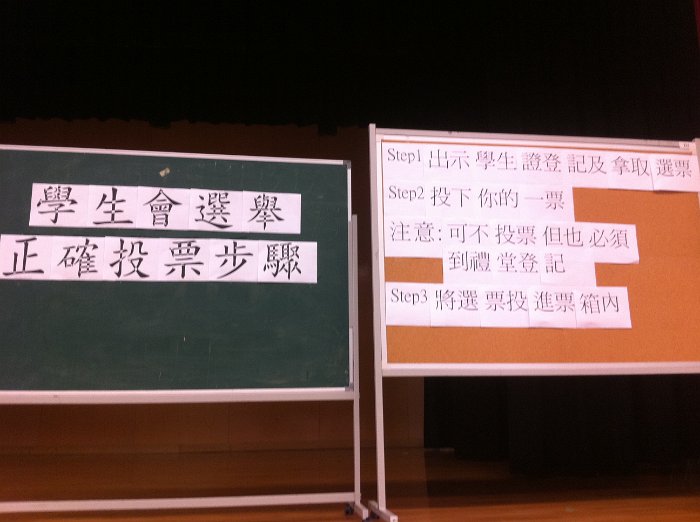 學生會選舉
正確投票步驟
Step1 出示 學生 證登 記及 拿取 選票
Step2 投下 你的 一票
注意: 可不 投票 但也 必須
到禮 堂登 記
Step3 將選 票投 進票 箱內